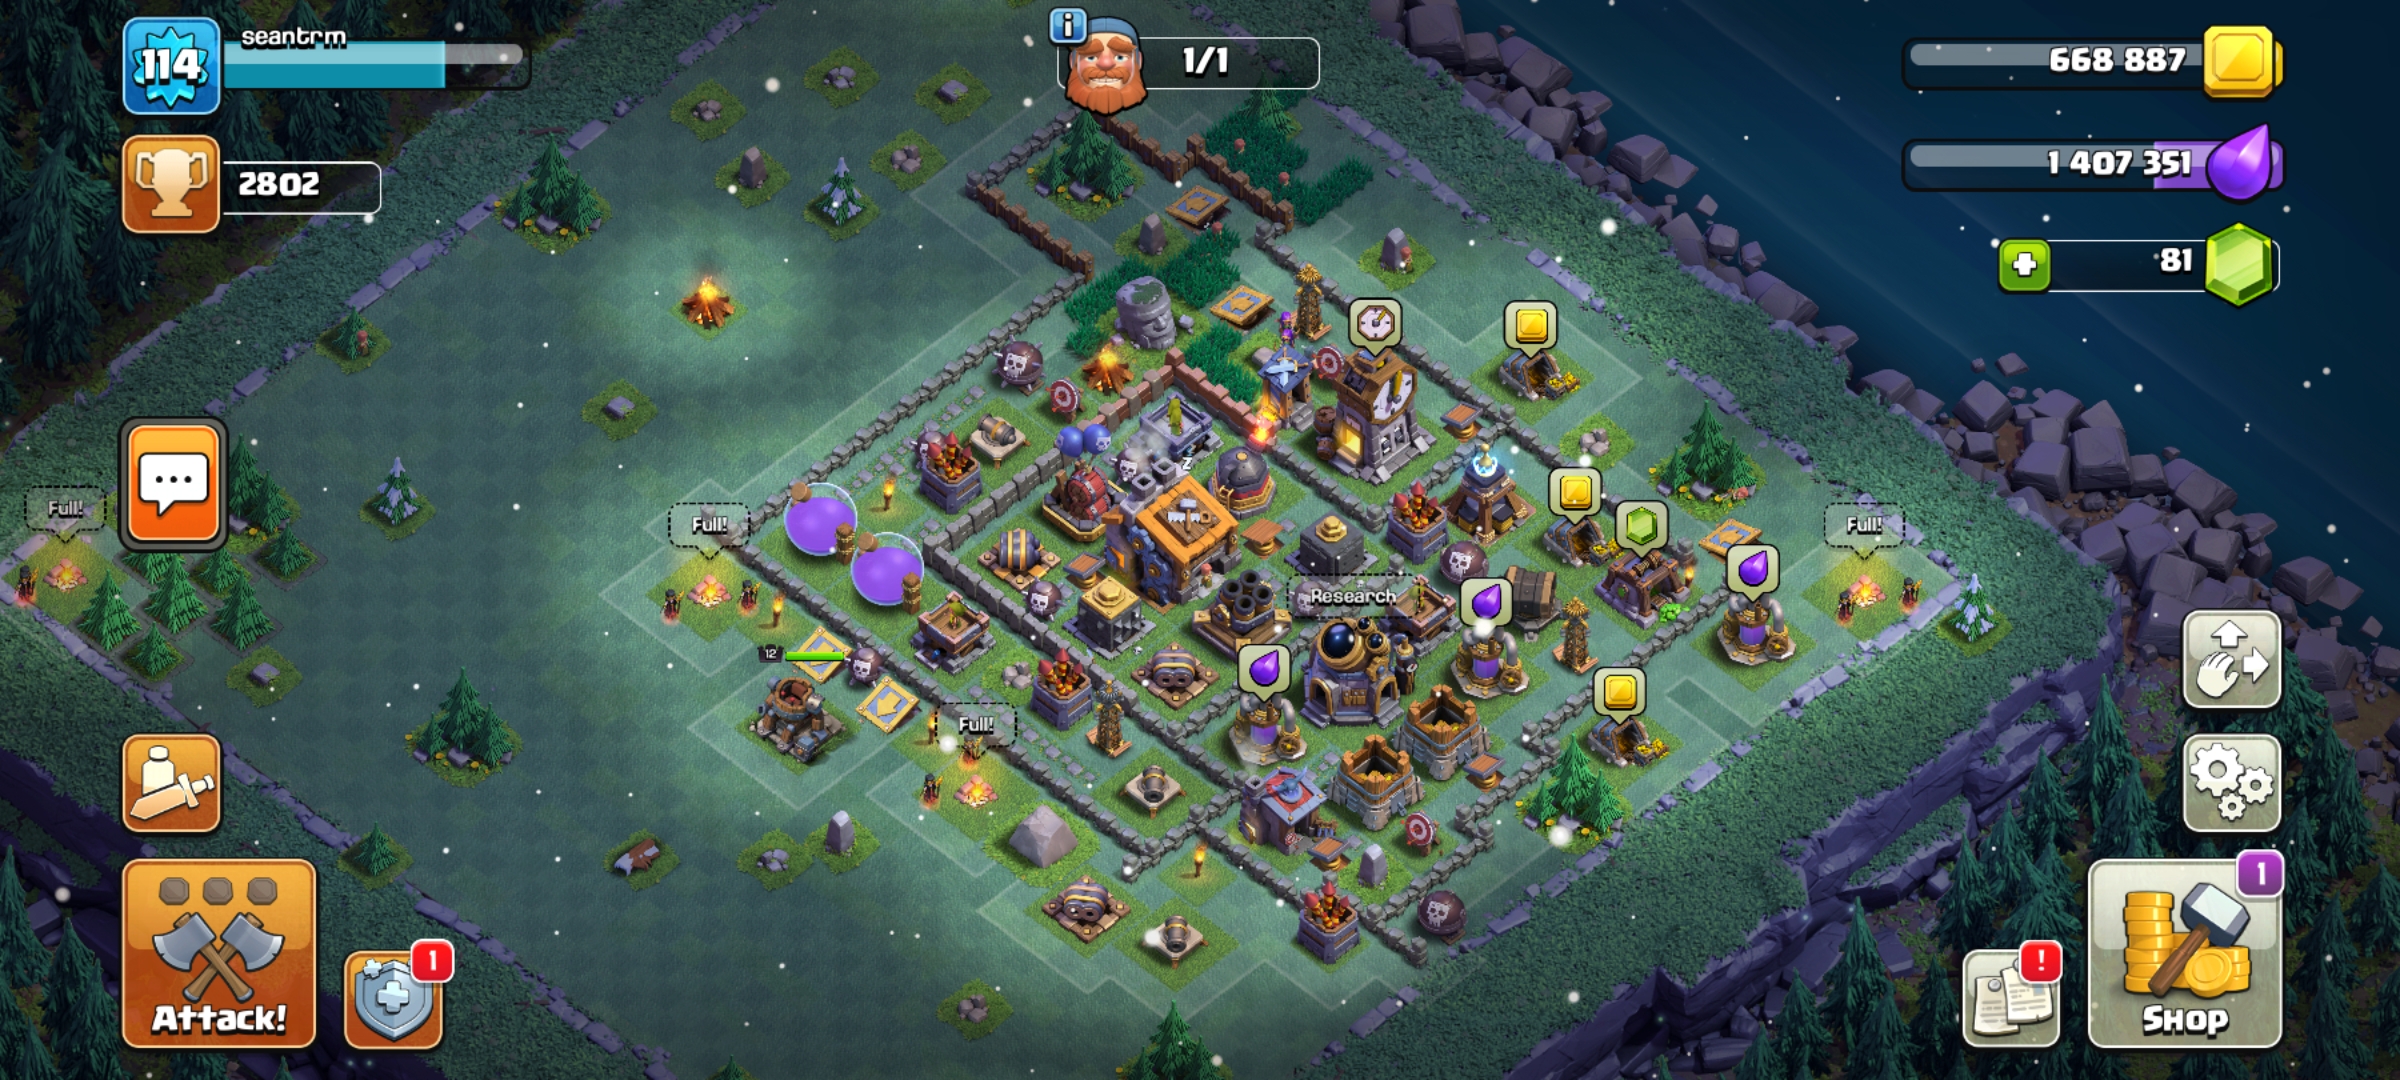 114
seantrm
i
1/1
668 887
2802
1 407 351
81
Full!
Full!
Full!
Z
Research
12
Full!
1
!
1
Attack!
Shop